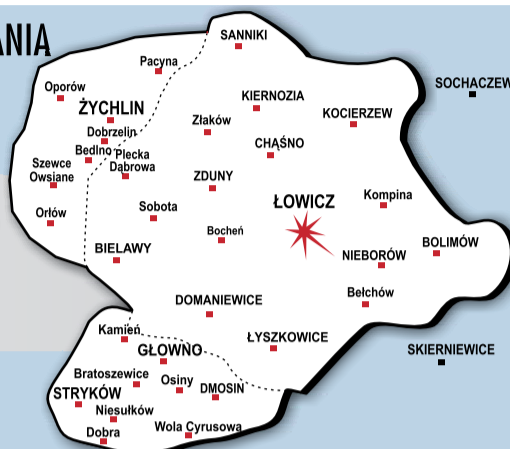 ANIA
SANNIKI
Pacyna
Oporów
SOCHACZEW
KIERNOZIA
ŻYCHLIN
KOCIERZEW
Złaków
Dobrzelin
CHĄŚNO
Bedlno
Plecka
Dąbrowa
Szewce
Owsiane
ZDUNY
Kompina
ŁOWICZ
Orłów
Sobota
Bocheń
BIELAWY
BOLIMÓW
NIEBORÓW
Bełchów
DOMANIEWICE
Kamień
ŁYSZKOWICE
GŁOWNO
SKIERNIEWICE
Bratoszewice
Osiny
DMOSIN
STRYKÓW
Niesułków
Wola Cyrusową
Dobra